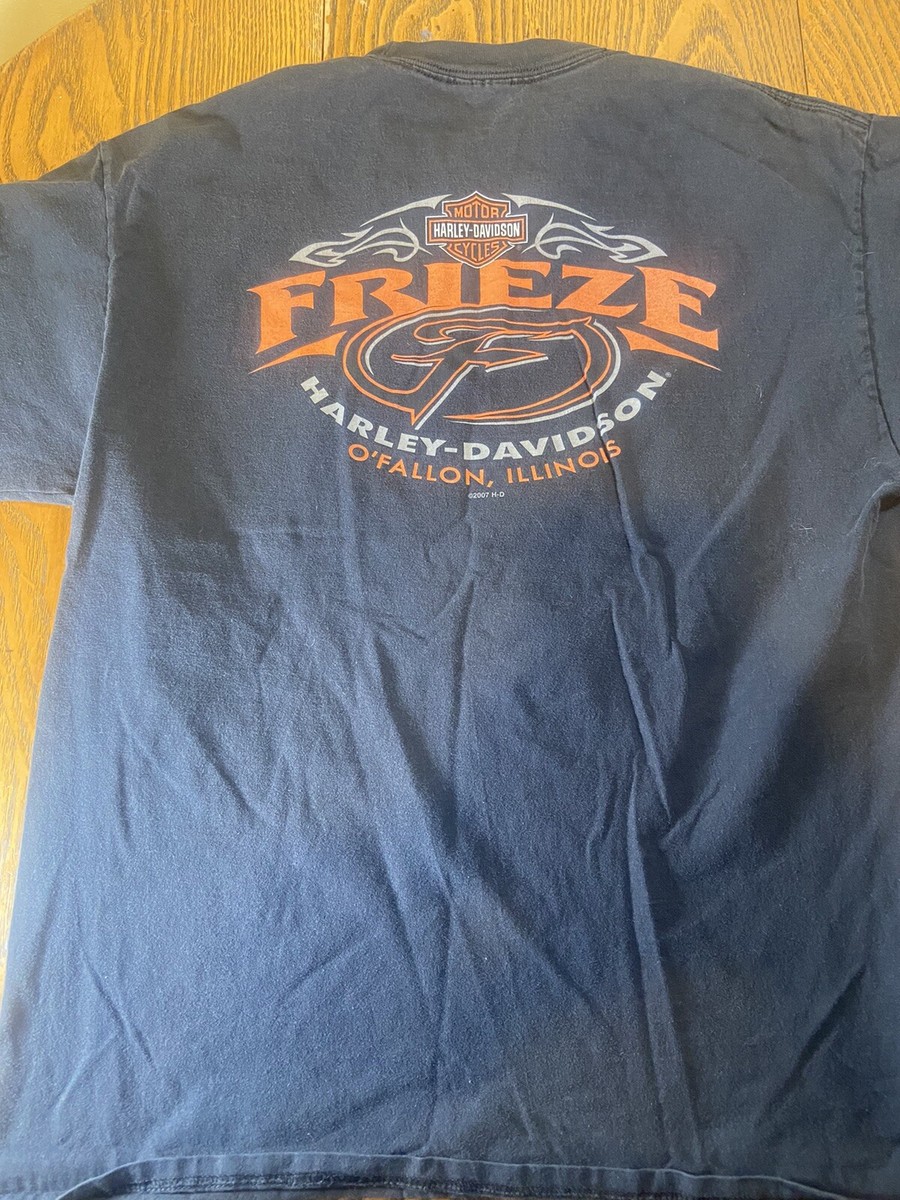 MOTOR
HARLEY-DAVIDSON
CYCLES
FRIEZE
F
HARLEY-DAVIDSON®
O'FALLON, ILLINOIS
©2007 H-D